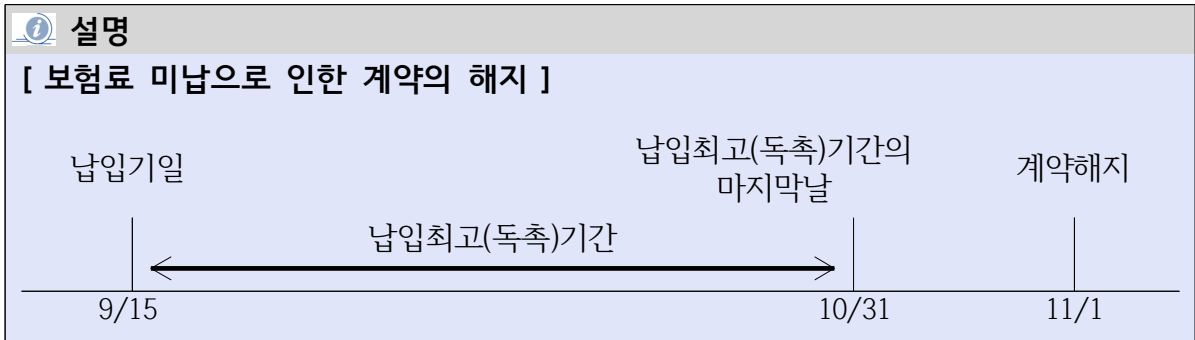 설명
[ 보험료 미납으로 인한 계약의 해지 ]
납입기일
납입최고(독촉)기간의
마지막날
계약해지
납입최고(독촉)기간
9/15
10/31
11/1